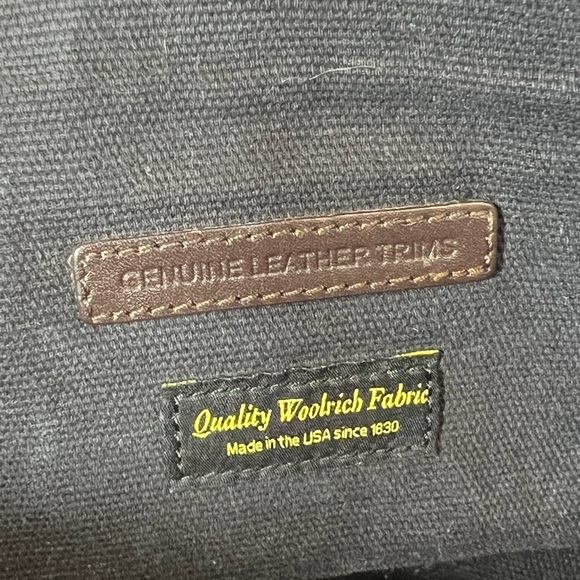 GENUINE LEATHER TRIMS
Quality Woolrich Fabric
Made in the USA since 1830